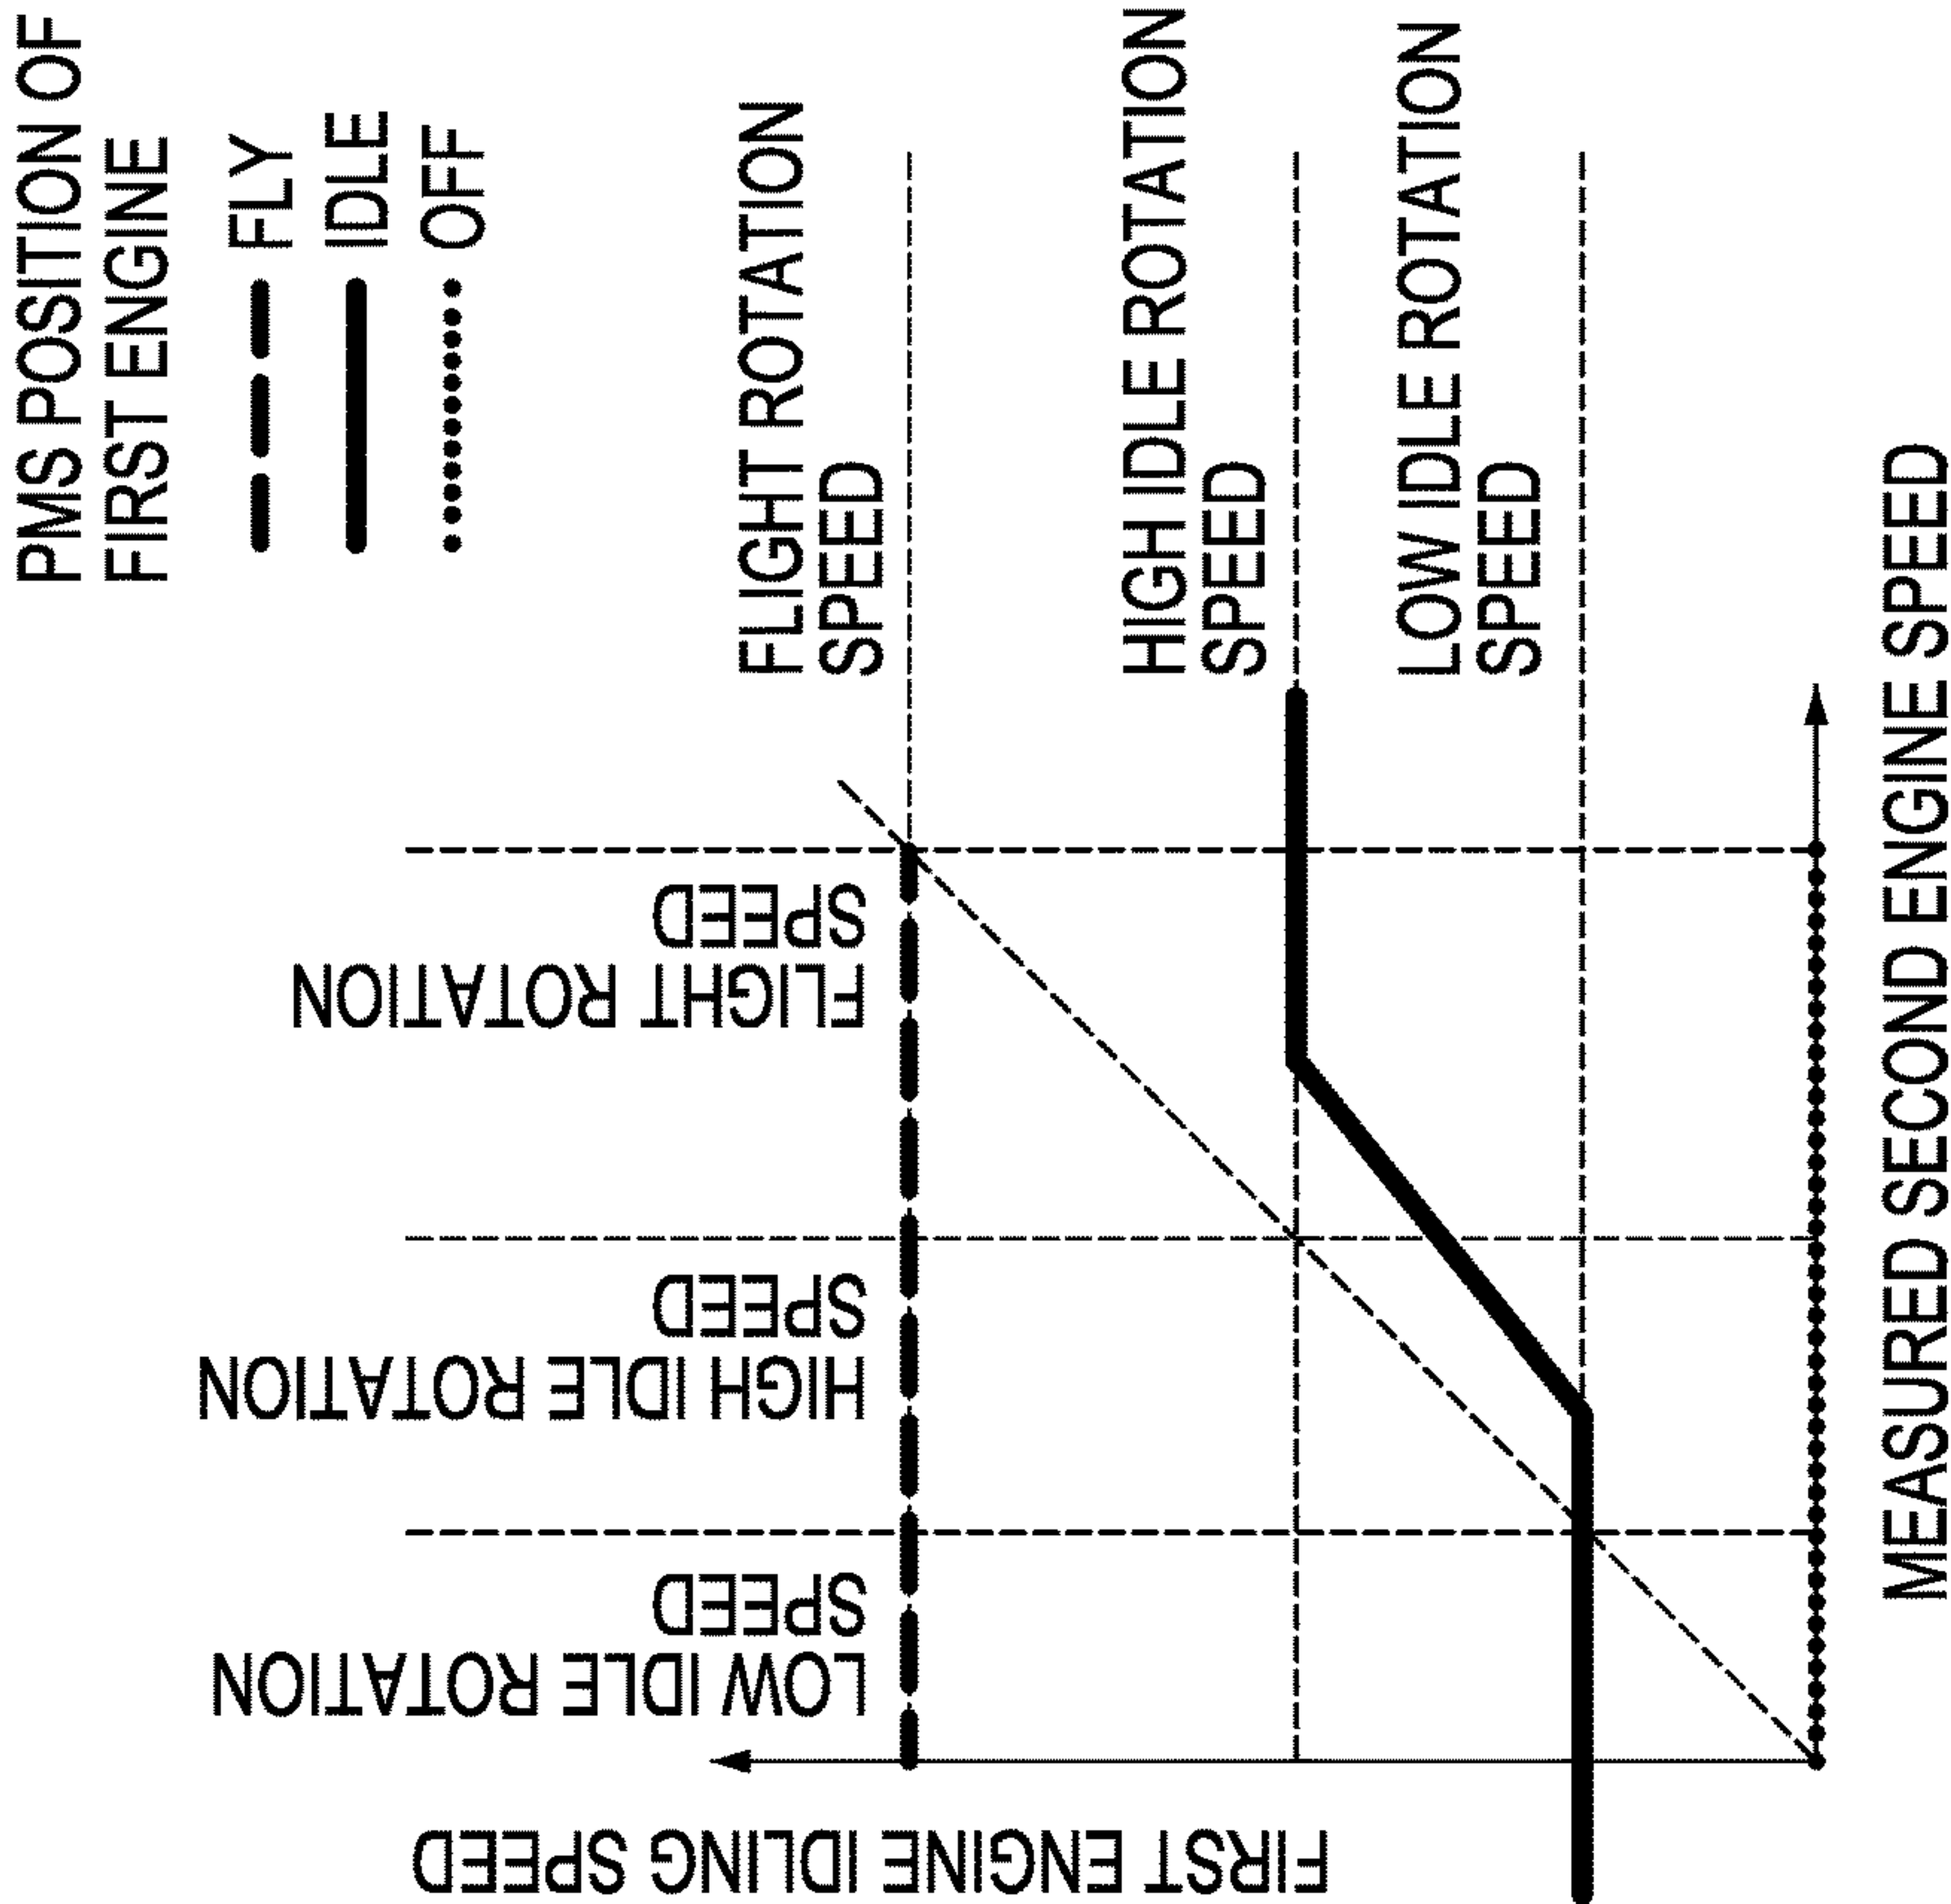 PMS POSITION OF
FIRST ENGINE
FLY
IDLE
OFF
FLIGHT ROTATION
SPEED
HIGH IDLE ROTATION
SPEED
LOW IDLE ROTATION
SPEED
LOW IDLE ROTATION
SPEED
HIGH IDLE ROTATION
SPEED
FLIGHT ROTATION
SPEED
FIRST ENGINE IDLING SPEED
MEASURED SECOND ENGINE SPEED